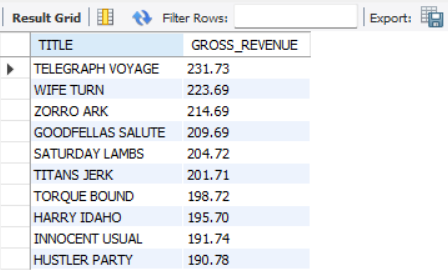 Result Grid Filter Rows: Export:
TITLE GROSS_REVENUE
TELEGRAPH VOYAGE 231.73
WIFE TURN 223.69
ZORRO ARK 214.69
GOODFELLAS SALUTE 209.69
SATURDAY LAMBS 204.72
TITANS JERK 201.71
TORQUE BOUND 198.72
HARRY IDAHO 195.70
INNOCENT USUAL 191.74
HUSTLER PARTY 190.78